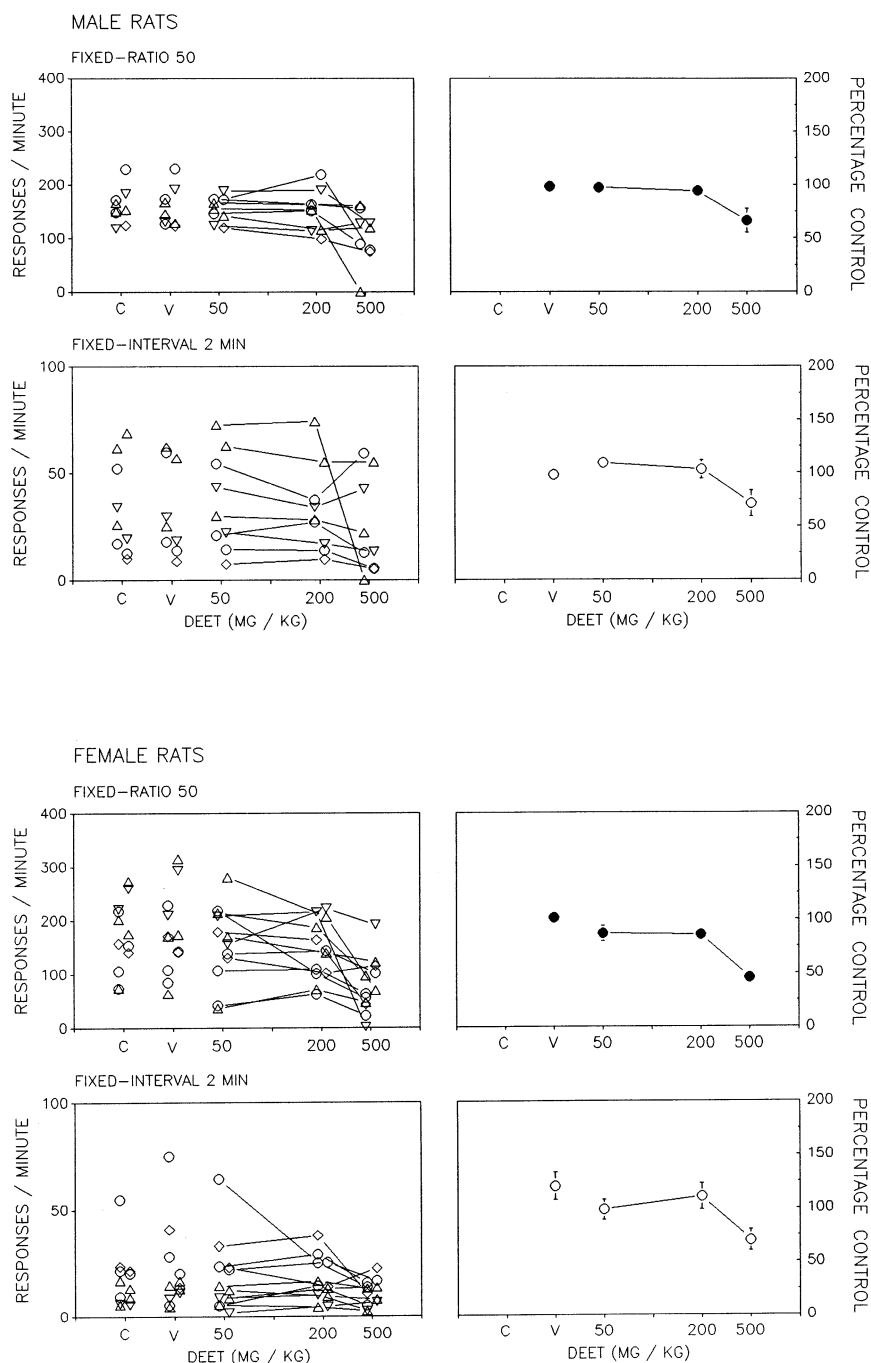 MALE RATS
FIXED-RATIO 50
RESPONSES / MINUTE
400
300
200
100
0
C V 50 200 500
200
150
100
50
0
PERCENTAGE CONTROL
C V 50 200 500
FIXED-INTERVAL 2 MIN
RESPONSES / MINUTE
100
50
0
C V 50 200 500
DEET (MG / KG)
200
150
100
50
0
PERCENTAGE CONTROL
C V 50 200 500
DEET (MG / KG)
FEMALE RATS
FIXED-RATIO 50
RESPONSES / MINUTE
400
300
200
100
0
C V 50 200 500
200
150
100
50
0
PERCENTAGE CONTROL
C V 50 200 500
FIXED-INTERVAL 2 MIN
RESPONSES / MINUTE
100
50
0
C V 50 200 500
DEET (MG / KG)
200
150
100
50
0
PERCENTAGE CONTROL
C V 50 200 500
DEET (MG / KG)